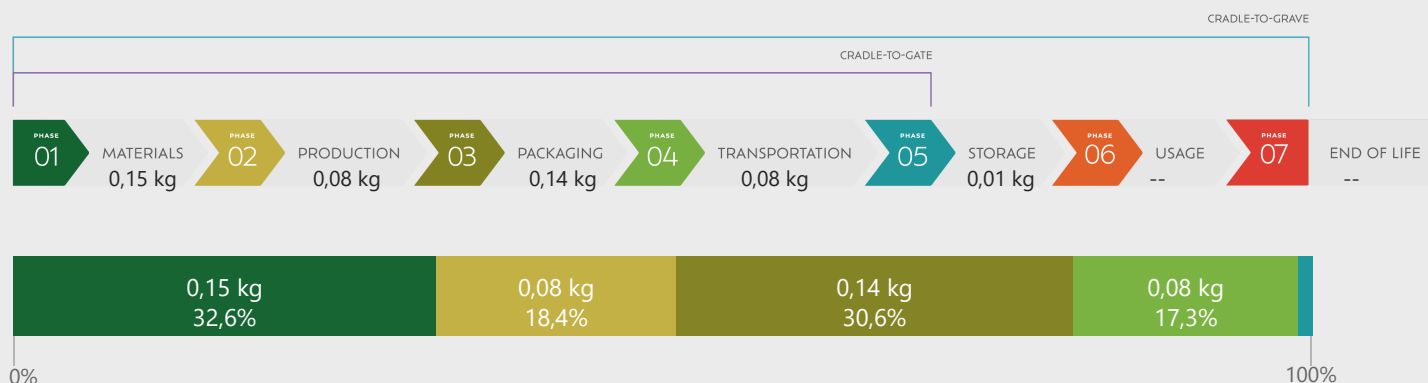 CRADLE-TO-GRAVE
CRADLE-TO-GATE
PHASE
01
MATERIALS
0,15 kg
PHASE
02
PRODUCTION
0,08 kg
PHASE
03
PACKAGING
0,14 kg
PHASE
04
TRANSPORTATION
0,08 kg
PHASE
05
STORAGE
0,01 kg
PHASE
06
USAGE
--
PHASE
07
END OF LIFE
--
0,15 kg
32,6%
0,08 kg
18,4%
0,14 kg
30,6%
0,08 kg
17,3%
0%
100%